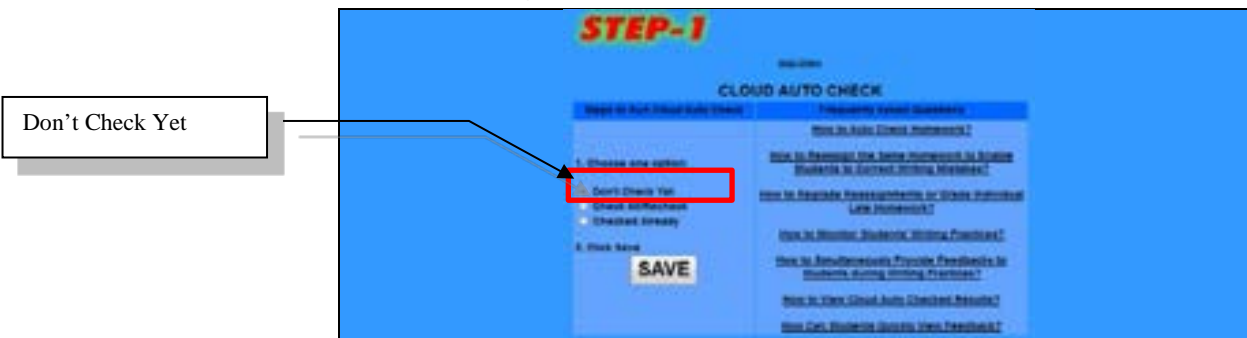 STEP-1
CLOUD AUTO CHECK
Don’t Check Yet
Steps to Run Cloud Auto Check
Frequently Asked Questions
How to Auto Check Homework?
1. Choose one option:
How to Reassign the Same Homework to Enable
Students to Correct Writing Mistakes?
Don't Check Yet
How to Regrade Reassignments or Grade Individual
Late Homework?
Check All/Recheck
Checked Already
How to Monitor Students' Writing Practices?
2. Click Save
SAVE
How to Simultaneously Provide Feedbacks to
Students during Writing Practices?
How to View Cloud Auto Checked Results?
How Can Students Quickly View Feedback?